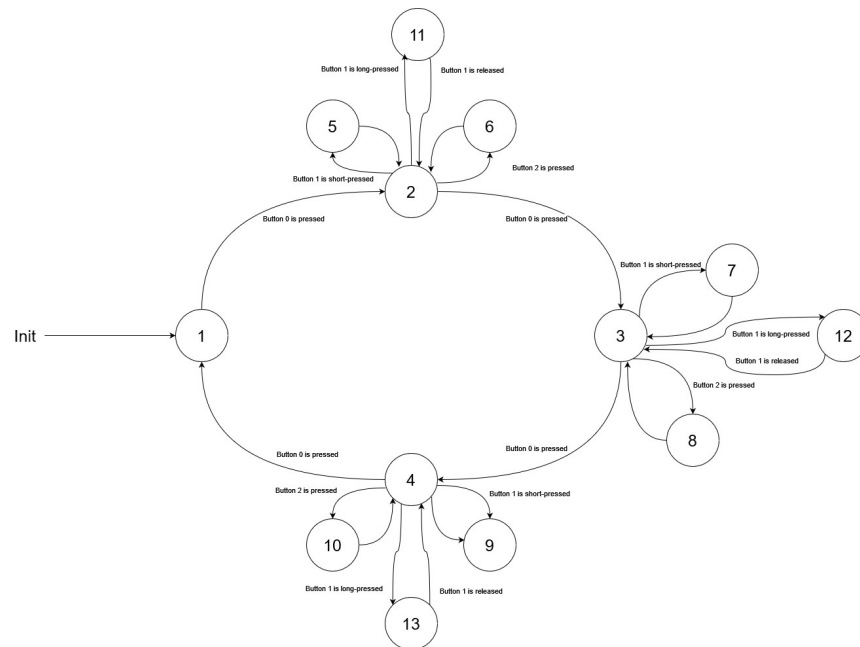 11
Button 1 is long-pressed
Button 1 is released
5
6
Button 1 is short-pressed
Button 2 is pressed
2
Button 0 is pressed
Button 0 is pressed
Button 1 is short-pressed
7
Init
1
3
Button 1 is long-pressed
12
Button 1 is released
Button 2 is pressed
8
Button 0 is pressed
Button 0 is pressed
4
Button 2 is pressed
Button 1 is short-pressed
10
9
Button 1 is long-pressed
Button 1 is released
13